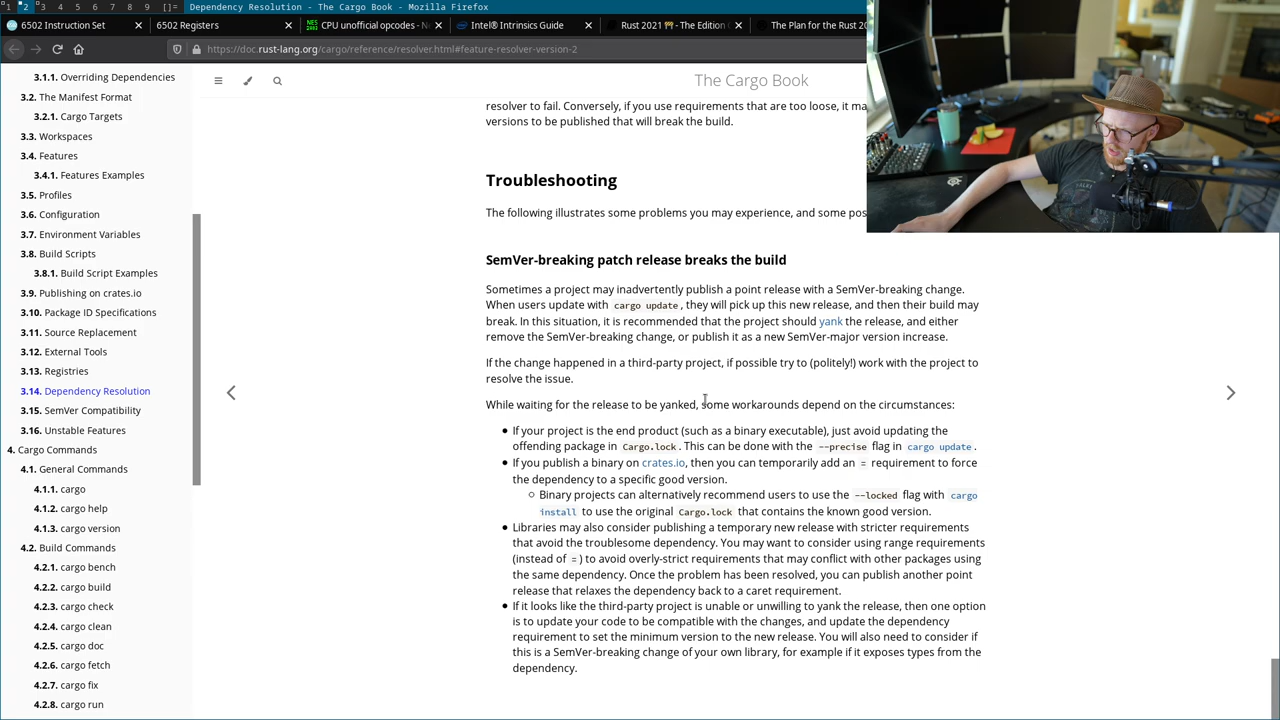 1 2 3 4 5 6 7 8 9 []= Dependency Resolution - The Cargo Book - Mozilla Firefox
6502 Instruction Set
6502 Registers
CPU unofficial opcodes - N
Intel® Intrinsics Guide
Rust 2021 🚧 - The Edition G
The Plan for the Rust 20
https://doc.rust-lang.org/cargo/reference/resolver.html#feature-resolver-version-2
3.1.1. Overriding Dependencies
3.2. The Manifest Format
3.2.1. Cargo Targets
3.3. Workspaces
3.4. Features
3.4.1. Features Examples
3.5. Profiles
3.6. Configuration
3.7. Environment Variables
3.8. Build Scripts
3.8.1. Build Script Examples
3.9. Publishing on crates.io
3.10. Package ID Specifications
3.11. Source Replacement
3.12. External Tools
3.13. Registries
3.14. Dependency Resolution
3.15. SemVer Compatibility
3.16. Unstable Features
4. Cargo Commands
4.1. General Commands
4.1.1. cargo
4.1.2. cargo help
4.1.3. cargo version
4.2. Build Commands
4.2.1. cargo bench
4.2.2. cargo build
4.2.3. cargo check
4.2.4. cargo clean
4.2.5. cargo doc
4.2.6. cargo fetch
4.2.7. cargo fix
4.2.8. cargo run
The Cargo Book
resolver to fail. Conversely, if you use requirements that are too loose, it ma
versions to be published that will break the build.
Troubleshooting
The following illustrates some problems you may experience, and some pos
SemVer-breaking patch release breaks the build
Sometimes a project may inadvertently publish a point release with a SemVer-breaking change.
When users update with cargo update, they will pick up this new release, and then their build may
break. In this situation, it is recommended that the project should yank the release, and either
remove the SemVer-breaking change, or publish it as a new SemVer-major version increase.
If the change happened in a third-party project, if possible try to (politely!) work with the project to
resolve the issue.
While waiting for the release to be yanked, some workarounds depend on the circumstances:
• If your project is the end product (such as a binary executable), just avoid updating the
offending package in Cargo.lock. This can be done with the --precise flag in cargo update.
• If you publish a binary on crates.io, then you can temporarily add an = requirement to force
the dependency to a specific good version.
○ Binary projects can alternatively recommend users to use the --locked flag with cargo
install to use the original Cargo.lock that contains the known good version.
• Libraries may also consider publishing a temporary new release with stricter requirements
that avoid the troublesome dependency. You may want to consider using range requirements
(instead of =) to avoid overly-strict requirements that may conflict with other packages using
the same dependency. Once the problem has been resolved, you can publish another point
release that relaxes the dependency back to a caret requirement.
• If it looks like the third-party project is unable or unwilling to yank the release, then one option
is to update your code to be compatible with the changes, and update the dependency
requirement to set the minimum version to the new release. You will also need to consider if
this is a SemVer-breaking change of your own library, for example if it exposes types from the
dependency.